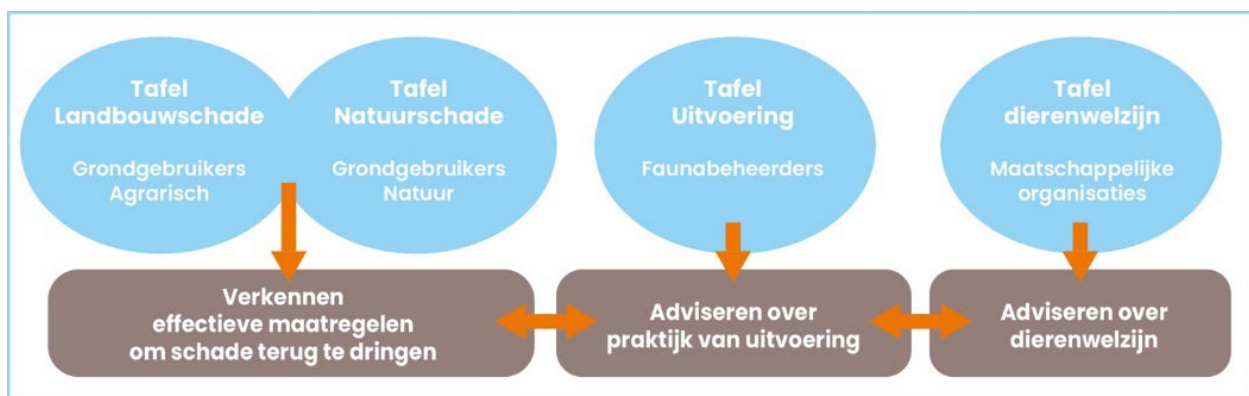 Tafel
Landbouwschade
Grondgebruikers
Agrarisch
Tafel
Natuurschade
Grondgebruikers
Natuur
Tafel
Uitvoering
Faunabeheerders
Tafel
dierenwelzijn
Maatschappelijke
organisaties
Verkennen
effectieve maatregelen
om schade terug te dringen
Adviseren over
praktijk van uitvoering
Adviseren over
dierenwelzijn